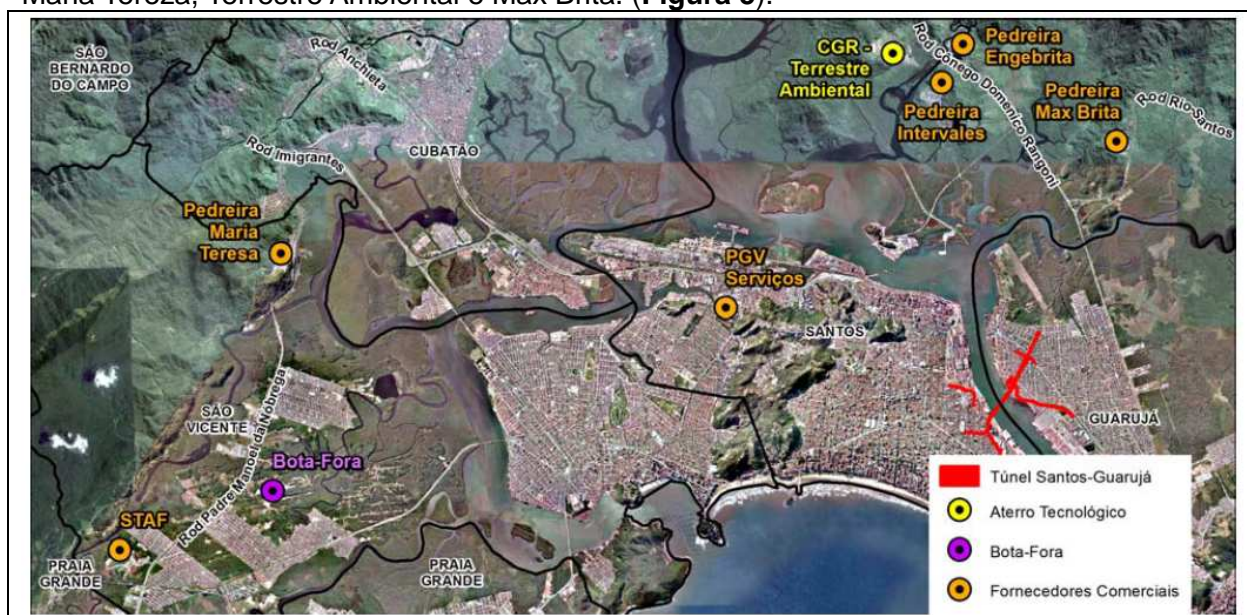 Maria Tereza, Terrestre Ambiental e Max Brita. (Figura 3).
SÃO
BERNARDO
DO CAMPO
Rod Anchieta
Rod Imigrantes
CUBATÃO
CGR -
Terrestre
Ambiental
Rod Cônego Domenico Rangoni
Pedreira
Engebrita
Pedreira
Intervales
Pedreira
Max Brita
Rod Rio-Santos
Pedreira
Maria
Teresa
PGV
Serviços
SANTOS
SÃO
VICENTE
Rod Padre Manoel da Nóbrega
Bota-Fora
STAF
PRAIA
GRANDE
PRAIA
GRANDE
GUARUJÁ
Túnel Santos-Guarujá
Aterro Tecnológico
Bota-Fora
Fornecedores Comerciais